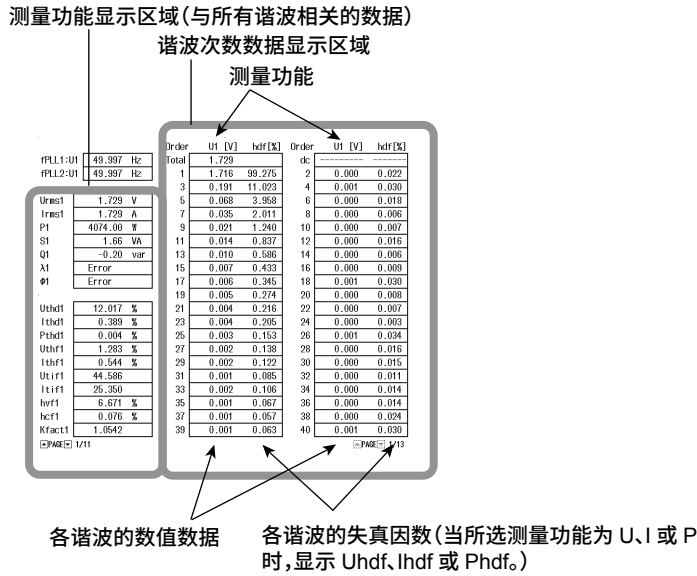 测量功能显示区域(与所有谐波相关的数据)
谐波次数数据显示区域
测量功能
fPLL1:U1 49.997 Hz
fPLL2:U1 49.997 Hz
Urms1 1.729 V
Irms1 1.729 A
P1 4074.00 W
S1 1.66 VA
Q1 -0.20 var
λ1 Error
Φ1 Error
Uthd1 12.017 %
Ithd1 0.389 %
Pthd1 0.004 %
Uthf1 1.283 %
Ithf1 0.544 %
Utif1 44.586
Itif1 25.350
hvf1 6.671 %
hcf1 0.076 %
Kfact1 1.0542
PAGE 1/11
Order U1 [V] hdf[%] Order U1 [V] hdf[%]
Total 1.729 dc --------- -------
1 1.716 99.275 2 0.000 0.022
3 0.191 11.023 4 0.001 0.030
5 0.068 3.958 6 0.000 0.018
7 0.035 2.011 8 0.000 0.006
9 0.021 1.240 10 0.000 0.007
11 0.014 0.837 12 0.000 0.016
13 0.010 0.586 14 0.000 0.006
15 0.007 0.433 16 0.000 0.009
17 0.006 0.345 18 0.001 0.030
19 0.005 0.274 20 0.000 0.008
21 0.004 0.216 22 0.000 0.007
23 0.004 0.205 24 0.000 0.003
25 0.003 0.153 26 0.001 0.034
27 0.002 0.138 28 0.000 0.016
29 0.002 0.122 30 0.000 0.015
31 0.001 0.085 32 0.000 0.011
33 0.002 0.106 34 0.000 0.014
35 0.001 0.067 36 0.000 0.014
37 0.001 0.057 38 0.000 0.024
39 0.001 0.063 40 0.001 0.030
PAGE 1/13
各谐波的数值数据
各谐波的失真因数(当所选测量功能为 U、I 或 P
时,显示 Uhdf、Ihdf 或 Phdf。)